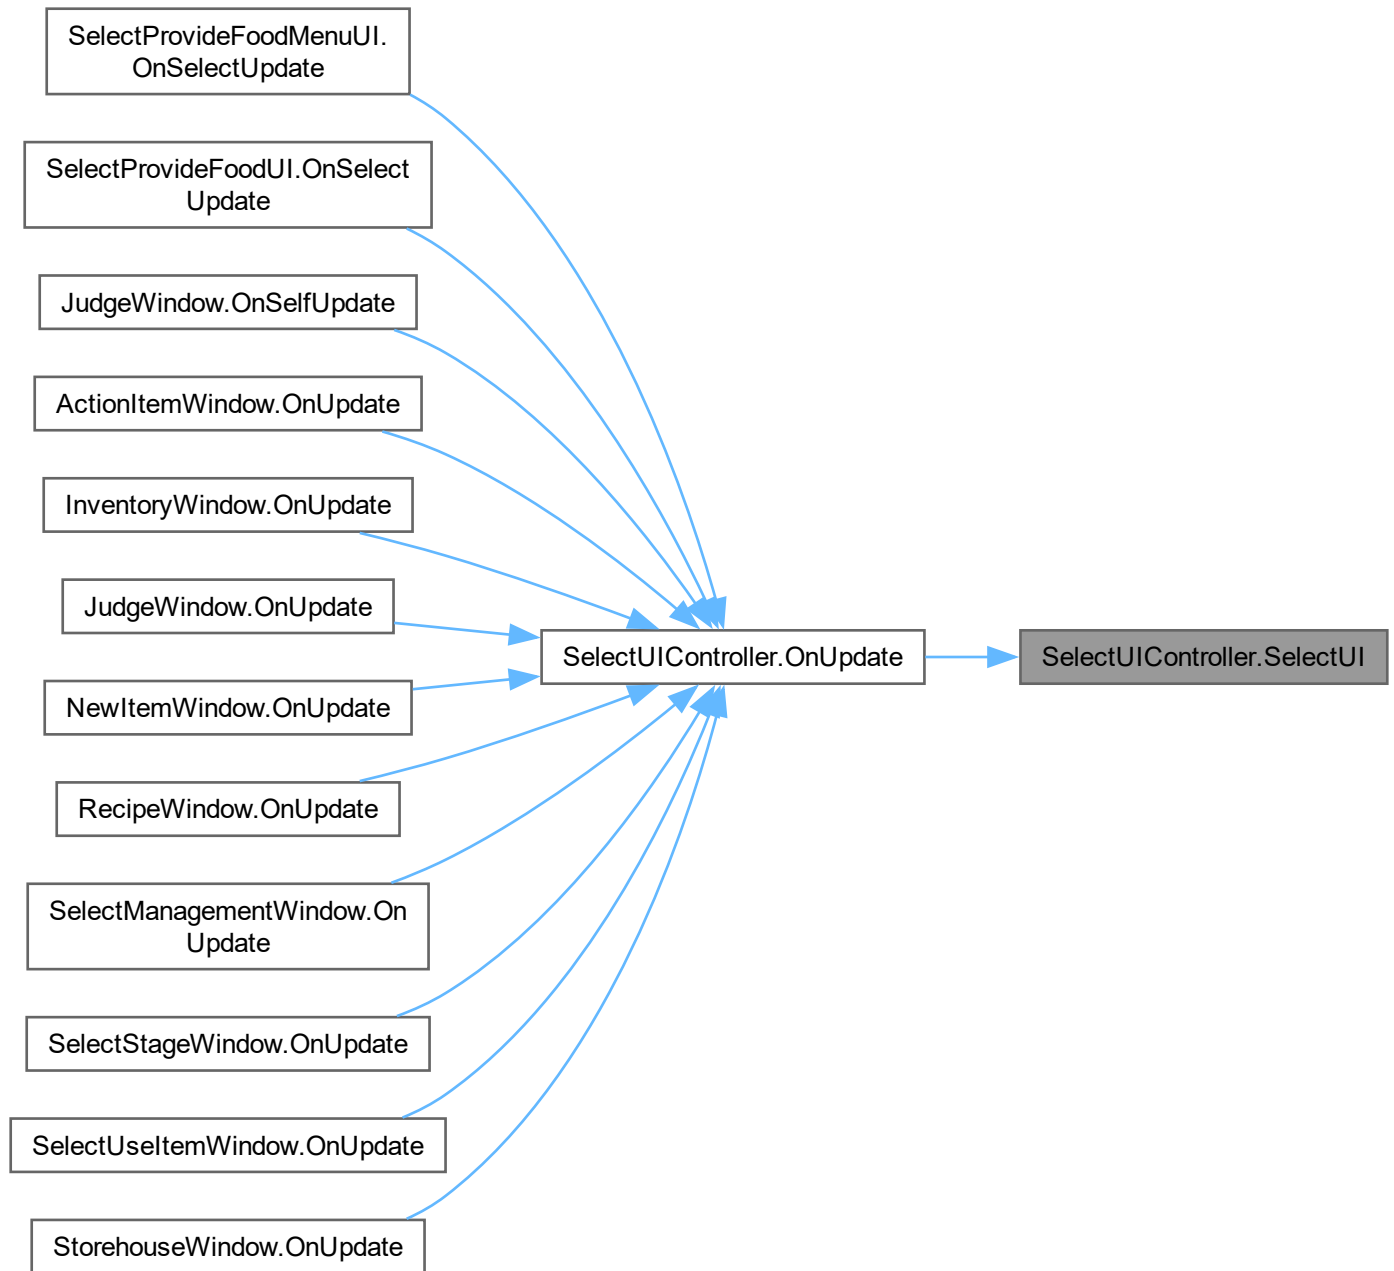 SelectProvideFoodMenuUI.
OnSelectUpdate
SelectProvideFoodUI.OnSelect
Update
JudgeWindow.OnSelfUpdate
ActionItemWindow.OnUpdate
InventoryWindow.OnUpdate
JudgeWindow.OnUpdate
NewItemWindow.OnUpdate
RecipeWindow.OnUpdate
SelectManagementWindow.On
Update
SelectStageWindow.OnUpdate
SelectUseItemWindow.OnUpdate
StorehouseWindow.OnUpdate
SelectUIController.OnUpdate
SelectUIController.SelectUI